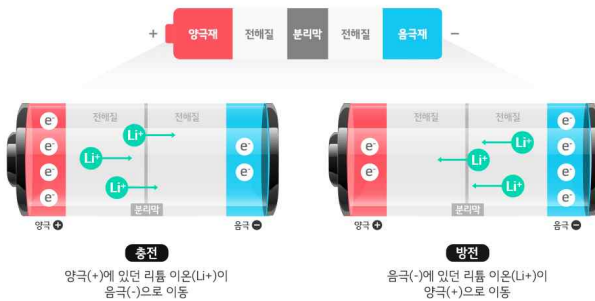 + 양극재 전해질 분리막 전해질 음극재 −
전해질 전해질
e⁻ e⁻ e⁻ e⁻
Li⁺ Li⁺ Li⁺
e⁻ e⁻
분리막
양극 + 음극 −
충전
양극(+)에 있던 리튬 이온(Li+)이
음극(-)으로 이동
전해질 전해질
e⁻ e⁻
Li⁺ Li⁺ Li⁺
e⁻ e⁻ e⁻ e⁻
분리막
양극 + 음극 −
방전
음극(-)에 있던 리튬 이온(Li+)이
양극(+)으로 이동